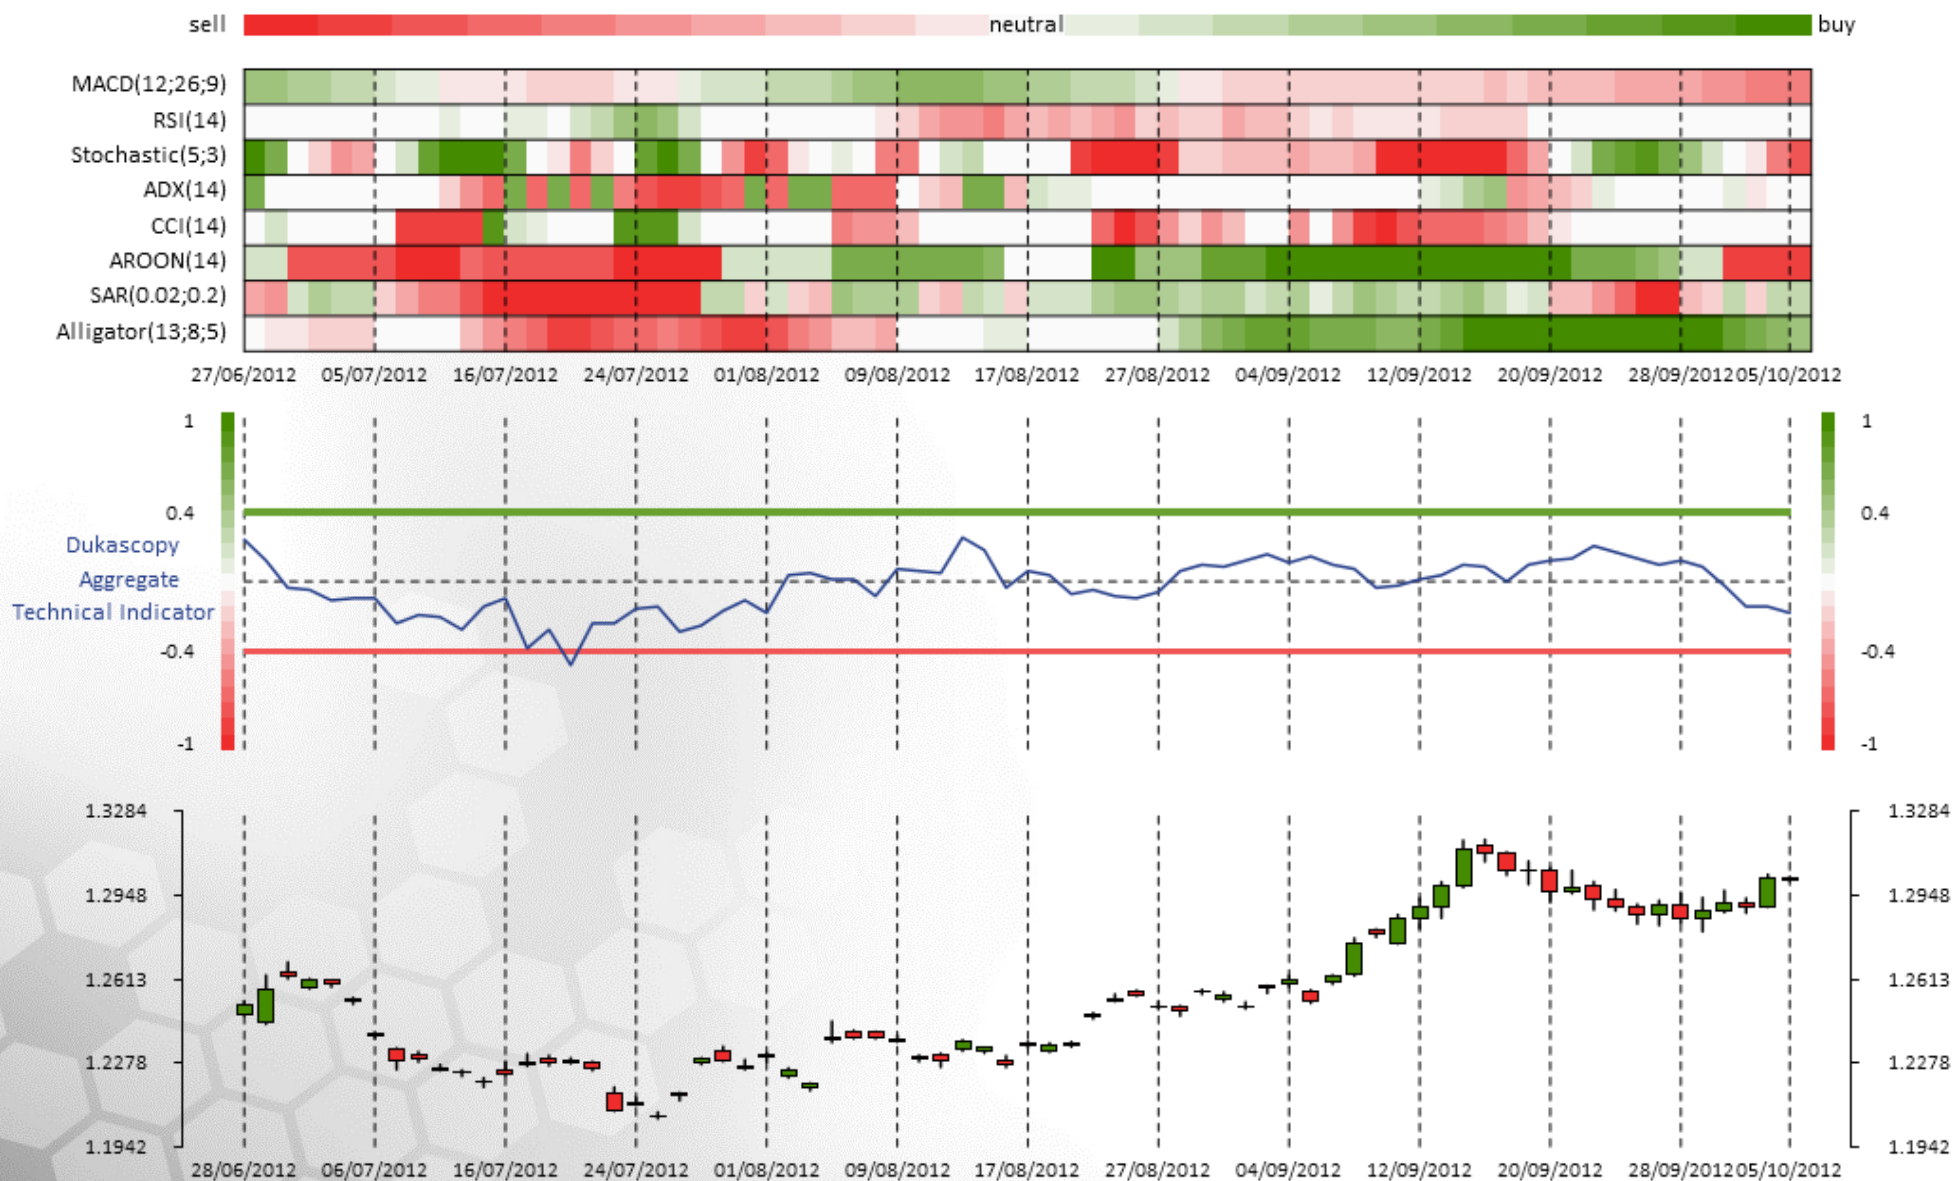 sell neutral buy
MACD(12;26;9)
RSI(14)
Stochastic(5;3)
ADX(14)
CCI(14)
AROON(14)
SAR(0.02;0.2)
Alligator(13;8;5)
27/06/2012 05/07/2012 16/07/2012 24/07/2012 01/08/2012 09/08/2012 17/08/2012 27/08/2012 04/09/2012 12/09/2012 20/09/2012 28/09/2012 05/10/2012
1 1
0.4 0.4
Dukascopy
Aggregate
Technical Indicator
-0.4 -0.4
-1 -1
1.3284 1.3284
1.2948 1.2948
1.2613 1.2613
1.2278 1.2278
1.1942 1.1942
28/06/2012 06/07/2012 16/07/2012 24/07/2012 01/08/2012 09/08/2012 17/08/2012 27/08/2012 04/09/2012 12/09/2012 20/09/2012 28/09/2012 05/10/2012